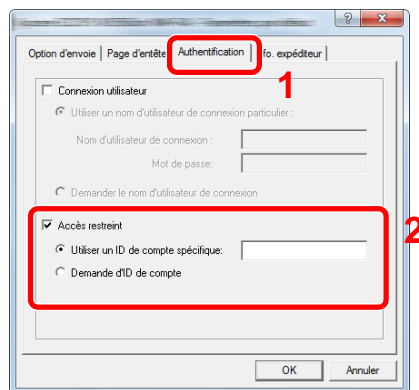 Option d'envoie Page d'entête Authentification fo. expéditeur
1
Connexion utilisateur
Utiliser un nom d'utilisateur de connexion particulier :
Nom d'utilisateur de connexion :
Mot de passe:
Demander le nom d'utilisateur de connexion
2
Accès restreint
Utiliser un ID de compte spécifique:
Demande d'ID de compte
OK Annuler